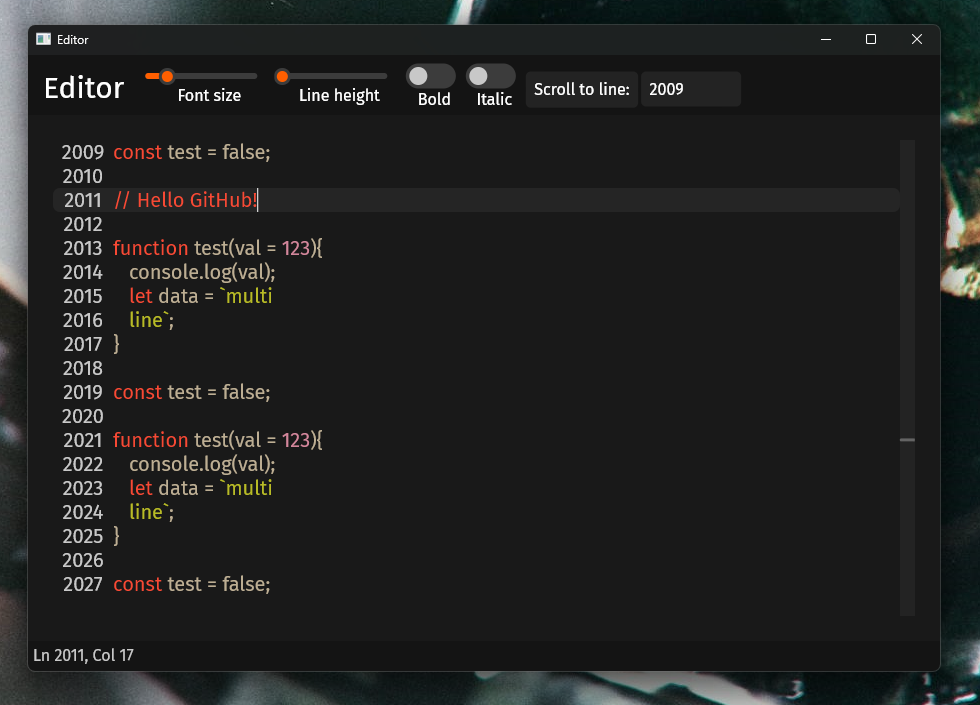 Editor
Editor
Font size
Line height
Bold
Italic
Scroll to line:
2009
2009 const test = false;
2010
2011 // Hello GitHub!
2012
2013 function test(val = 123){
2014    console.log(val);
2015    let data = `multi
2016    line`;
2017 }
2018
2019 const test = false;
2020
2021 function test(val = 123){
2022    console.log(val);
2023    let data = `multi
2024    line`;
2025 }
2026
2027 const test = false;
Ln 2011, Col 17